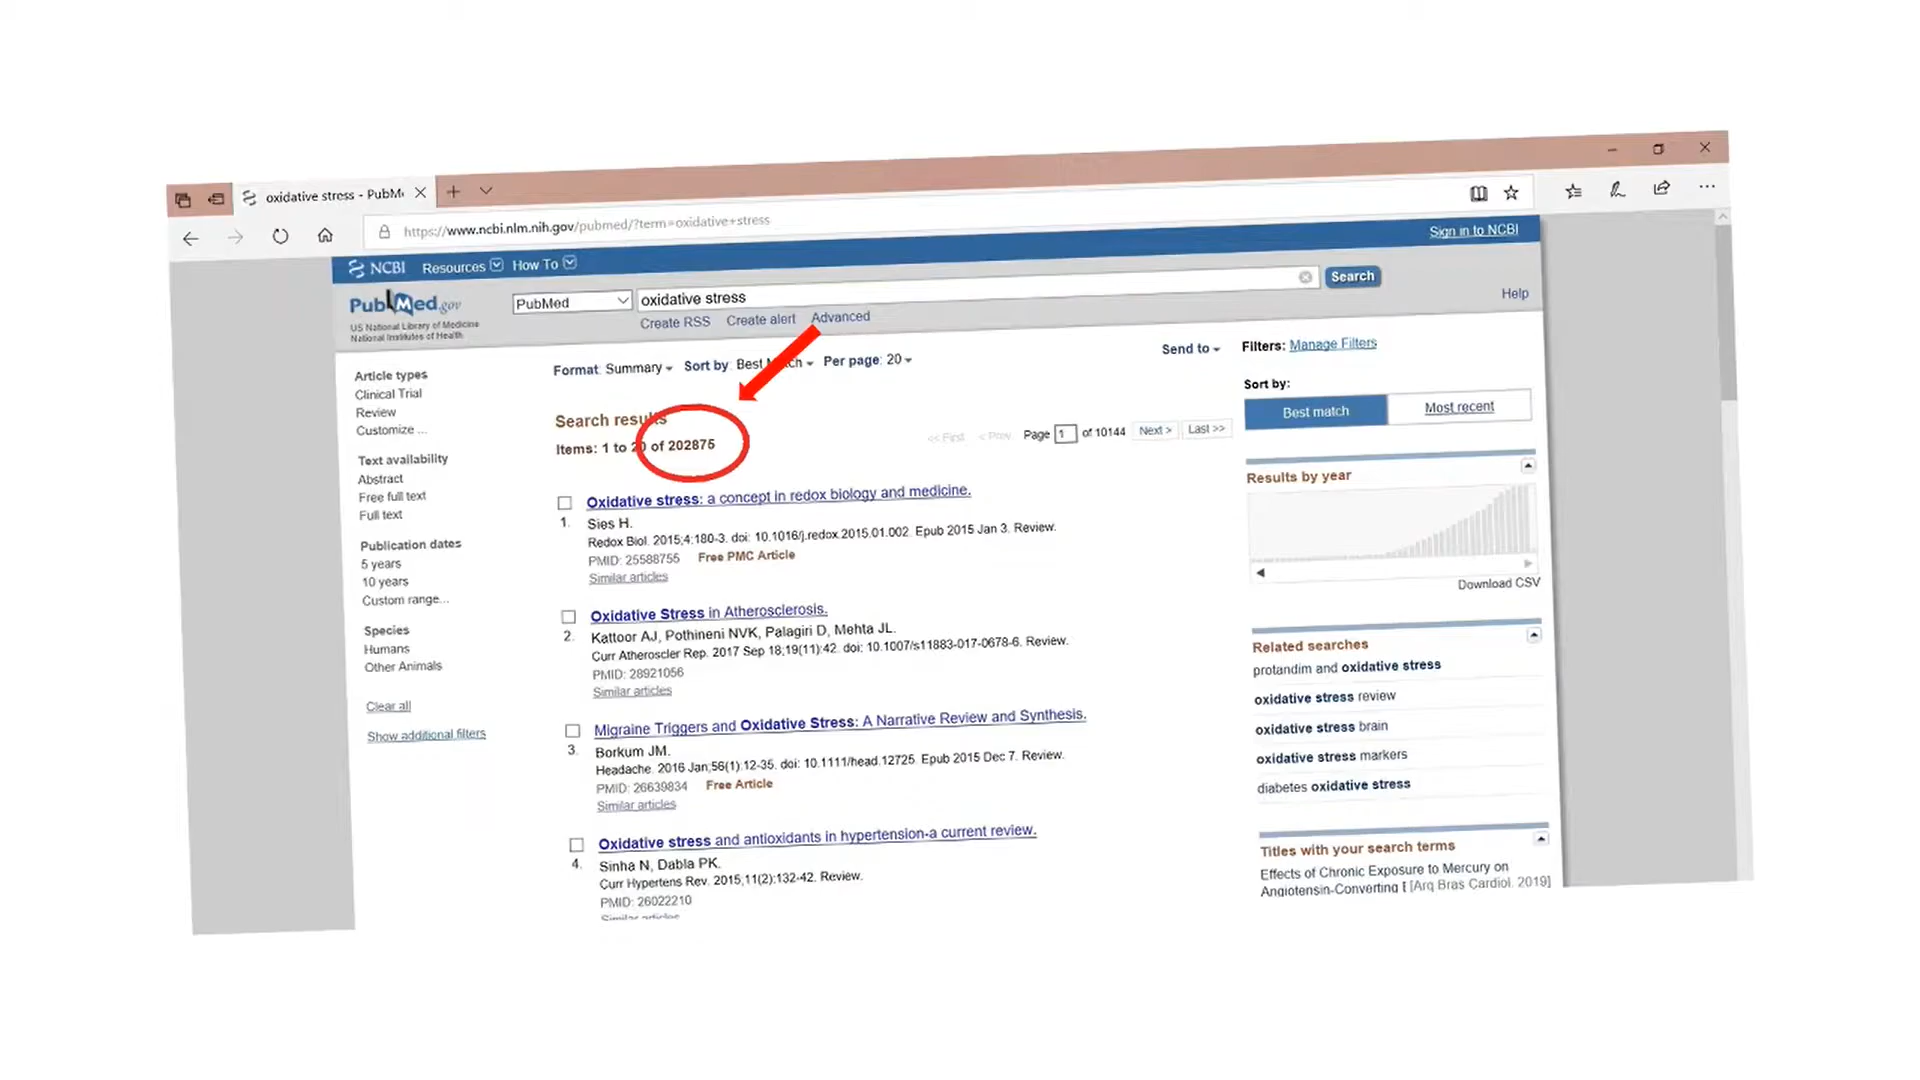 oxidative stress - PubMe
https://www.ncbi.nlm.nih.gov/pubmed/?term=oxidative+stress
NCBI Resources How To Sign in to NCBI
PubMed.gov
US National Library of Medicine
National Institutes of Health
PubMed oxidative stress Search
Create RSS Create alert Advanced Help
Article types
Clinical Trial
Review
Customize ...
Text availability
Abstract
Free full text
Full text
Publication dates
5 years
10 years
Custom range...
Species
Humans
Other Animals
Clear all
Show additional filters
Format: Summary Sort by: Best Per page: 20 Send to
Search results
Items: 1 to 20 of 202875
<< First < Prev Page 1 of 10144 Next > Last >>
Oxidative stress: a concept in redox biology and medicine.
1. Sies H.
Redox Biol. 2015;4:180-3. doi: 10.1016/j.redox.2015.01.002. Epub 2015 Jan 3. Review.
PMID: 25588755 Free PMC Article
Similar articles
Oxidative Stress in Atherosclerosis.
2. Kattoor AJ, Pothineni NVK, Palagiri D, Mehta JL.
Curr Atheroscler Rep. 2017 Sep 18;19(11):42. doi: 10.1007/s11883-017-0678-6. Review.
PMID: 28921056
Similar articles
Migraine Triggers and Oxidative Stress: A Narrative Review and Synthesis.
3. Borkum JM.
Headache. 2016 Jan;56(1):12-35. doi: 10.1111/head.12725. Epub 2015 Dec 7. Review.
PMID: 26639834 Free Article
Similar articles
Oxidative stress and antioxidants in hypertension-a current review.
4. Sinha N, Dabla PK.
Curr Hypertens Rev. 2015;11(2):132-42. Review.
PMID: 26022210
Similar articles
Filters: Manage Filters
Sort by:
Best match Most recent
Results by year
Download CSV
Related searches
protandim and oxidative stress
oxidative stress review
oxidative stress brain
oxidative stress markers
diabetes oxidative stress
Titles with your search terms
Effects of Chronic Exposure to Mercury on
Angiotensin-Converting E [Arq Bras Cardiol. 2019]